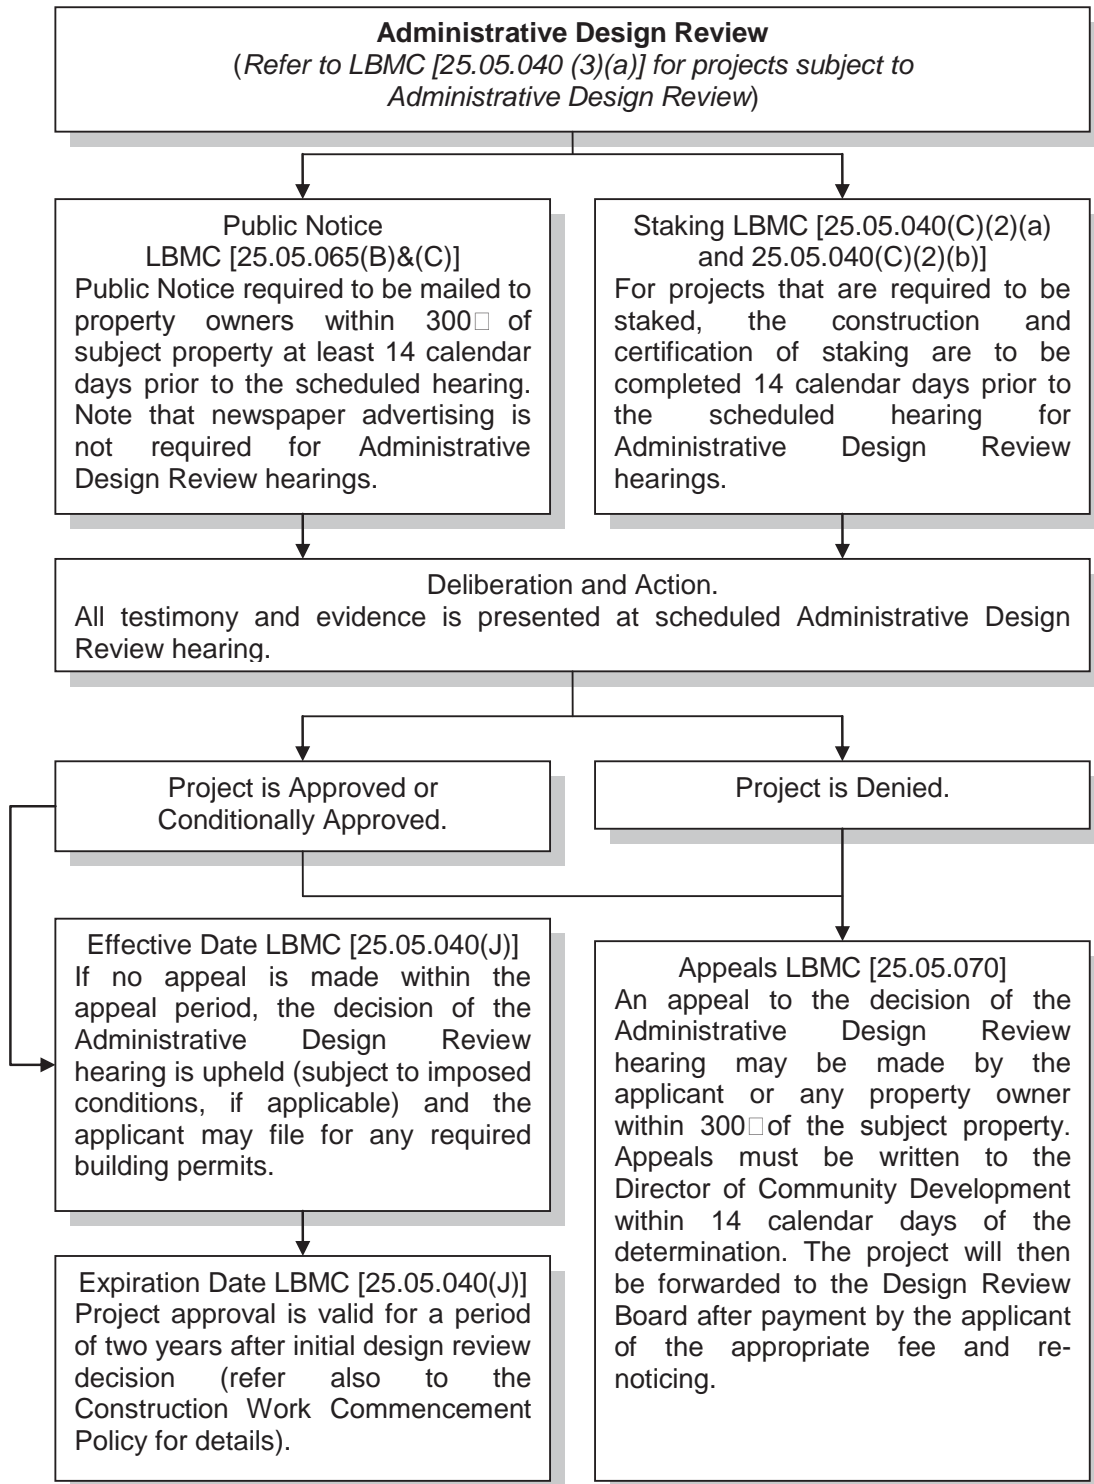 Administrative Design Review
(Refer to LBMC [25.05.040 (3)(a)] for projects subject to
Administrative Design Review)
Public Notice
LBMC [25.05.065(B)&(C)]
Public Notice required to be mailed to
property owners within 300□ of
subject property at least 14 calendar
days prior to the scheduled hearing.
Note that newspaper advertising is
not required for Administrative
Design Review hearings.
Staking LBMC [25.05.040(C)(2)(a)
and 25.05.040(C)(2)(b)]
For projects that are required to be
staked, the construction and
certification of staking are to be
completed 14 calendar days prior to
the scheduled hearing for
Administrative Design Review
hearings.
Deliberation and Action.
All testimony and evidence is presented at scheduled Administrative Design
Review hearing.
Project is Approved or
Conditionally Approved.
Project is Denied.
Effective Date LBMC [25.05.040(J)]
If no appeal is made within the
appeal period, the decision of the
Administrative Design Review
hearing is upheld (subject to imposed
conditions, if applicable) and the
applicant may file for any required
building permits.
Appeals LBMC [25.05.070]
An appeal to the decision of the
Administrative Design Review
hearing may be made by the
applicant or any property owner
within 300□of the subject property.
Appeals must be written to the
Director of Community Development
within 14 calendar days of the
determination. The project will then
be forwarded to the Design Review
Board after payment by the applicant
of the appropriate fee and re-
noticing.
Expiration Date LBMC [25.05.040(J)]
Project approval is valid for a period
of two years after initial design review
decision (refer also to the
Construction Work Commencement
Policy for details).